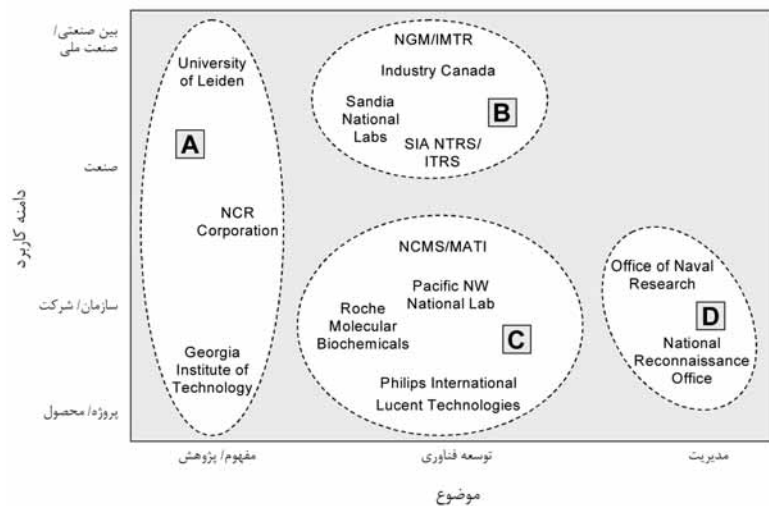 بین صنعتی/
صنعت ملی
صنعت
سازمان/ شرکت
پروژه/ محصول
دامنه کاربرد
University
of Leiden
A
NCR
Corporation
Georgia
Institute of
Technology
NGM/IMTR
Industry Canada
Sandia
National
Labs
B
SIA NTRS/
ITRS
NCMS/MATI
Pacific NW
National Lab
Roche
Molecular
Biochemicals
C
Philips International
Lucent Technologies
Office of Naval
Research
D
National
Reconnaissance
Office
مفهوم/ پژوهش
توسعه فناوری
مدیریت
موضوع